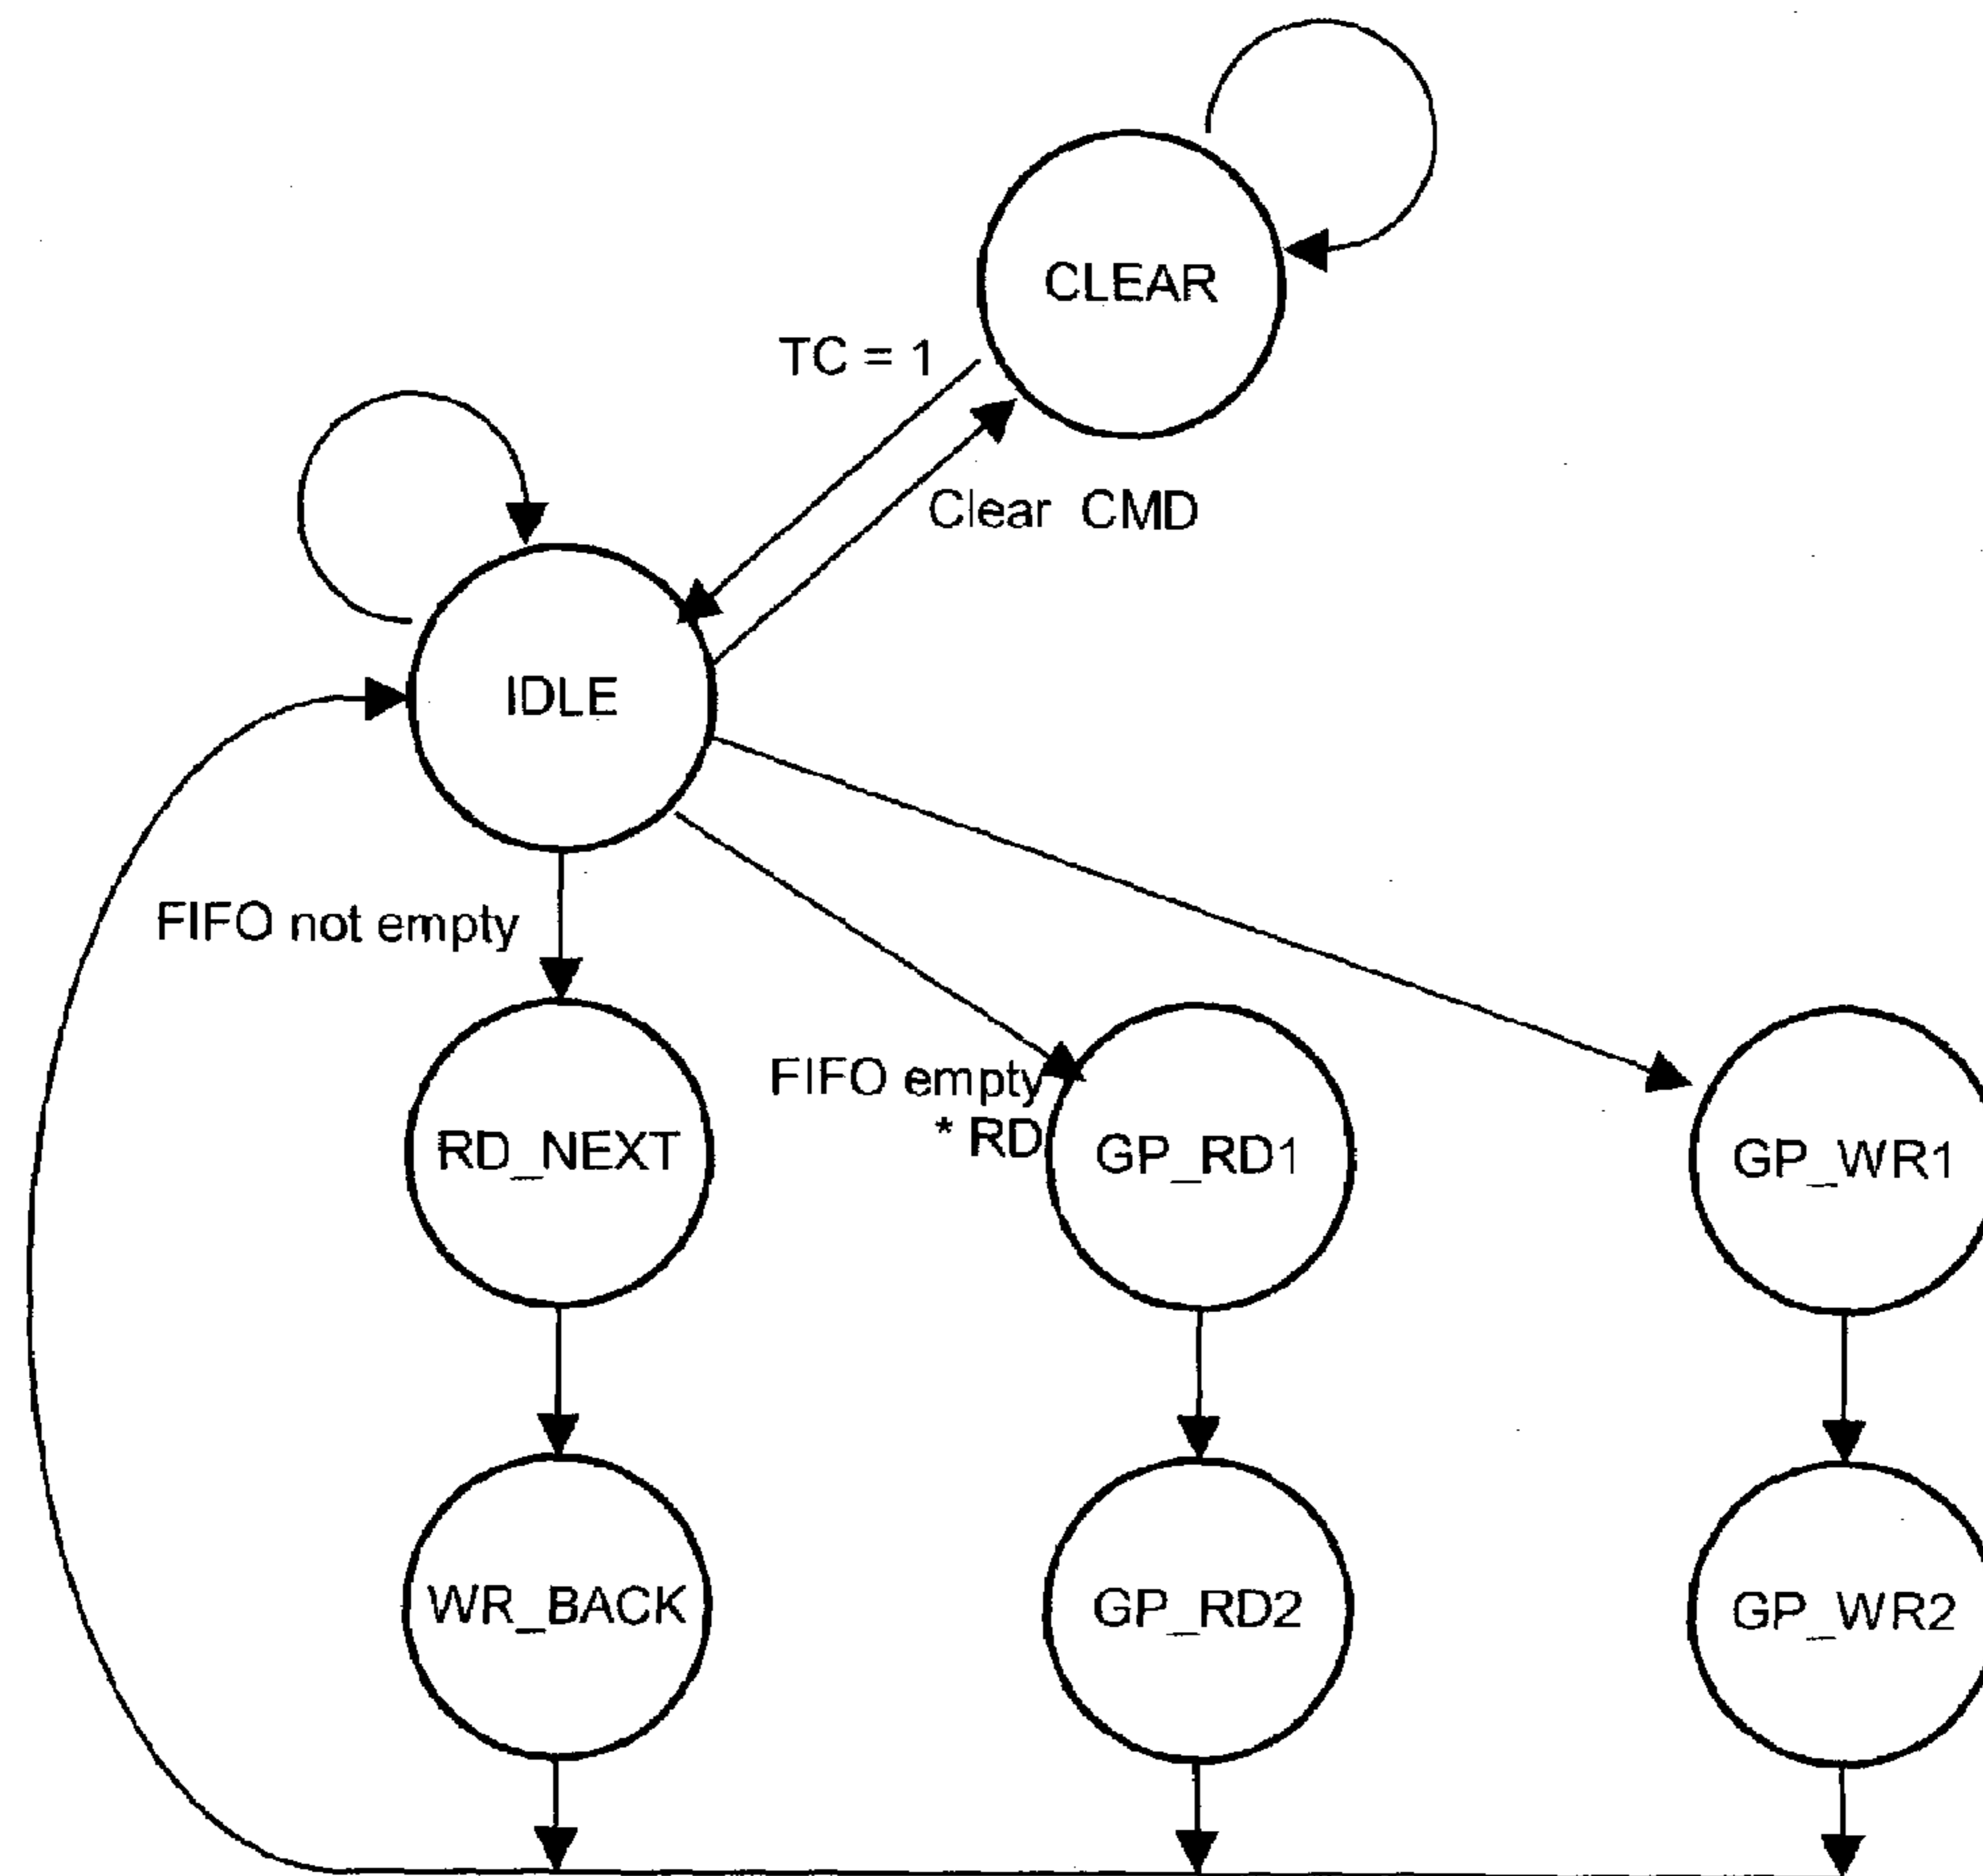 CLEAR
TC = 1
Clear CMD
IDLE
FIFO not empty
FIFO empty
* RD
RD_NEXT
GP_RD1
GP_WR1
WR_BACK
GP_RD2
GP_WR2